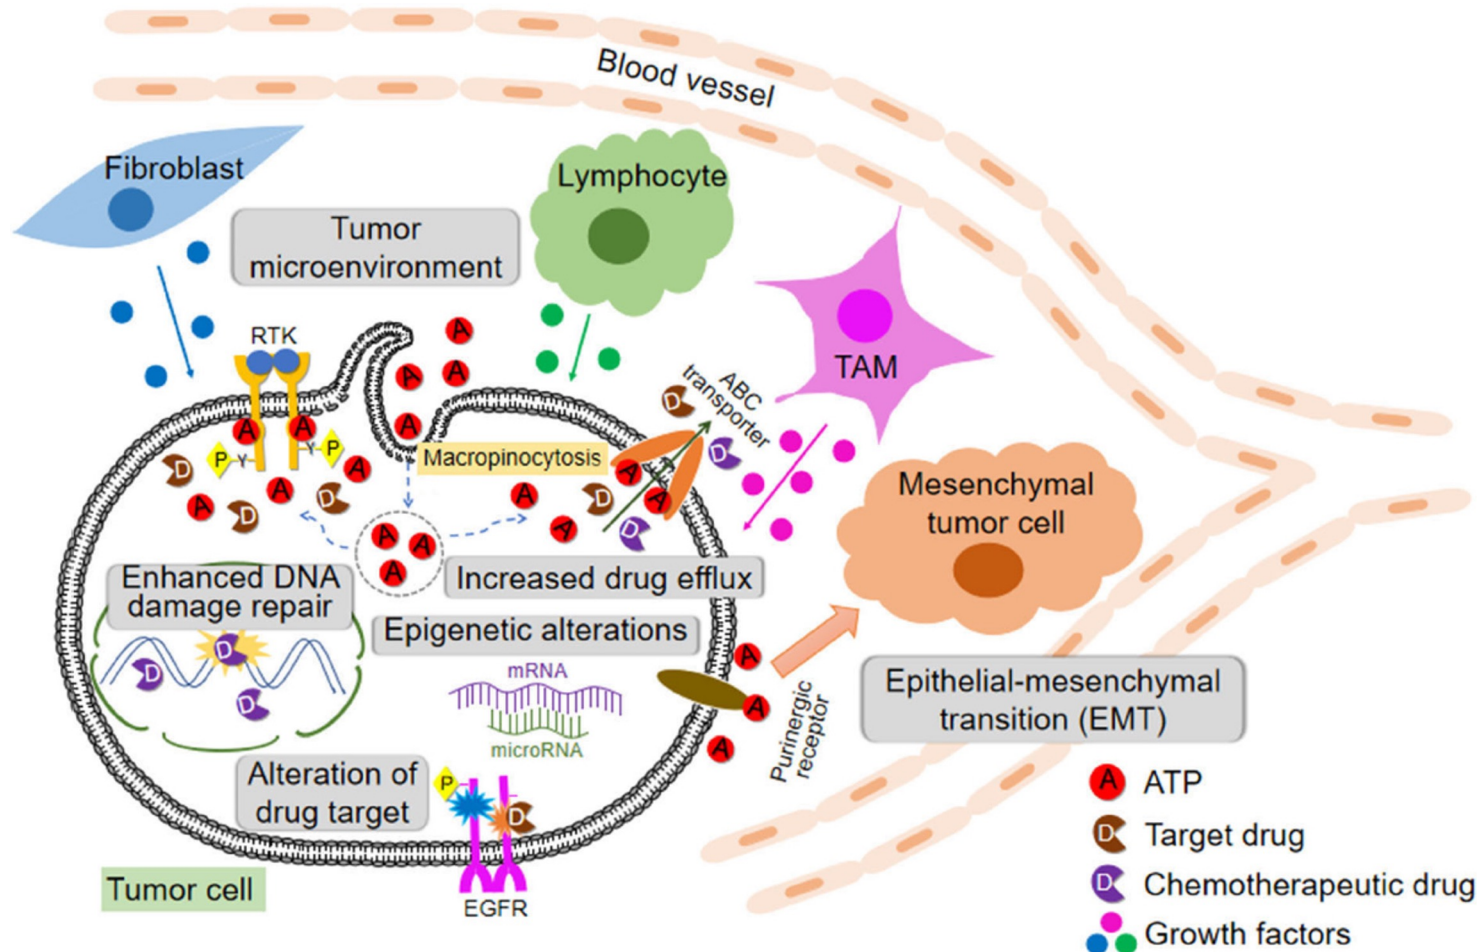 Blood vessel
Fibroblast
Lymphocyte
Tumor
microenvironment
RTK
A
A
A
A
TAM
ABC
transporter
D
D
A
A
P
Y
Y
P
A
D
A
A
D
D
Macropinocytosis
A
A
A
D
A
D
Mesenchymal
tumor cell
A
A
A
Enhanced DNA
damage repair
Increased drug efflux
Epigenetic alterations
D
D
D
mRNA
microRNA
A
A
A
Purinergic
receptor
Epithelial-mesenchymal
transition (EMT)
Alteration of
drug target
P
D
EGFR
Tumor cell
A ATP
D Target drug
D Chemotherapeutic drug
Growth factors